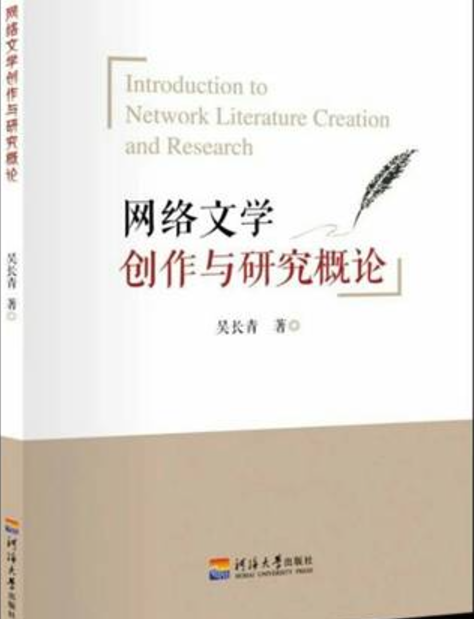 网络文学创作与研究概论
吴长青 著
Introduction to
Network Literature Creation
and Research
网络文学
创作与研究概论
吴长青 著
河海大学出版社
HOHAI UNIVERSITY PRESS